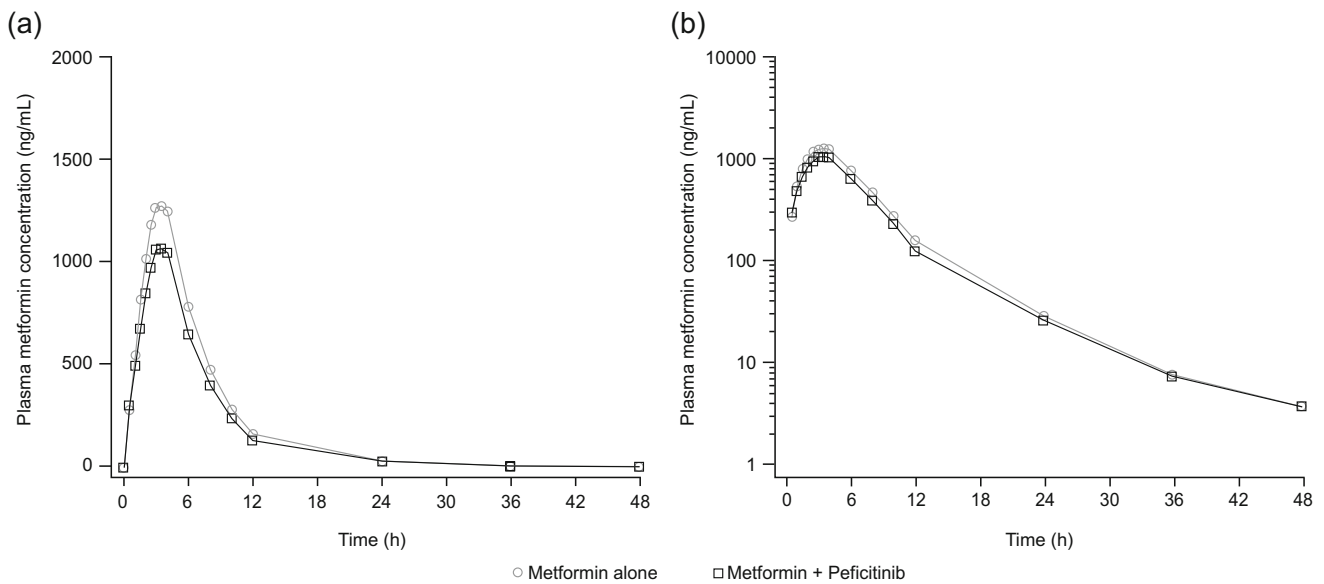 (a)
Plasma metformin concentration (ng/mL)
2000
1500
1000
500
0
0 6 12 18 24 30 36 42 48
Time (h)
(b)
Plasma metformin concentration (ng/mL)
10000
1000
100
10
1
0 6 12 18 24 30 36 42 48
Time (h)
Metformin alone
Metformin + Peficitinib